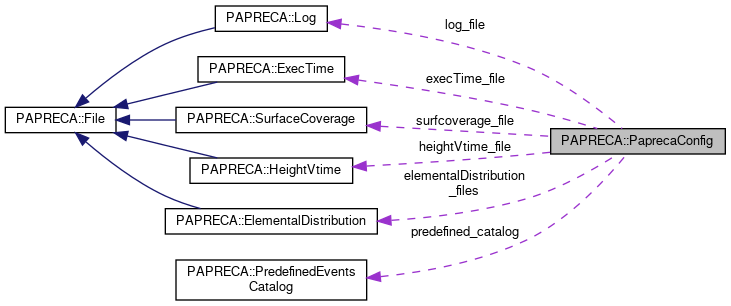 PAPRECA::Log
log_file
PAPRECA::ExecTime
execTime_file
PAPRECA::File
PAPRECA::SurfaceCoverage
surfcoverage_file
PAPRECA::PaprecaConfig
heightVtime_file
PAPRECA::HeightVtime
elementalDistribution
_files
PAPRECA::ElementalDistribution
predefined_catalog
PAPRECA::PredefinedEvents
Catalog